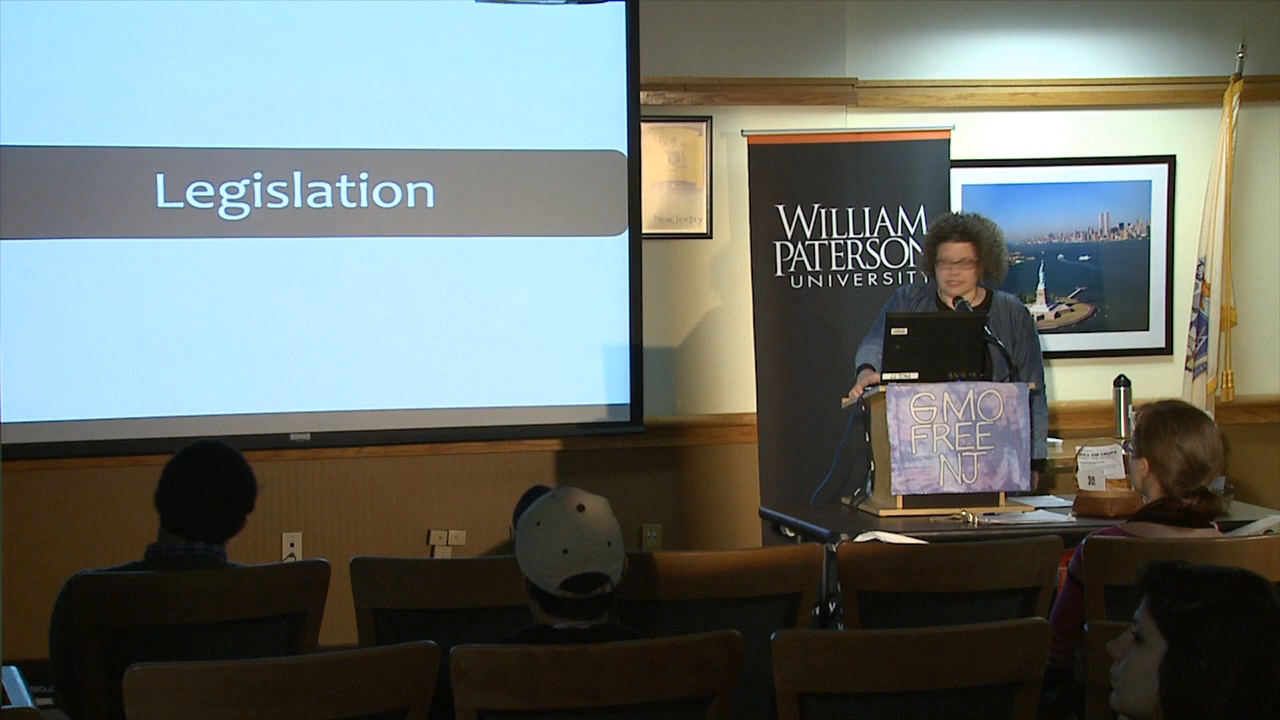 Legislation
New Jersey
WILLIAM
PATERSON
UNIVERSITY
GMO
FREE
NJ